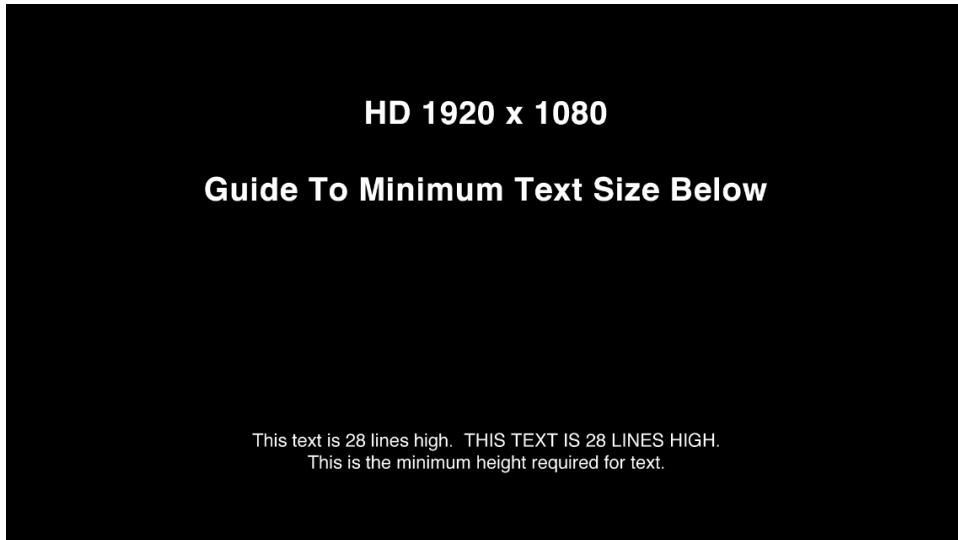 HD 1920 x 1080
Guide To Minimum Text Size Below
This text is 28 lines high.  THIS TEXT IS 28 LINES HIGH.
This is the minimum height required for text.